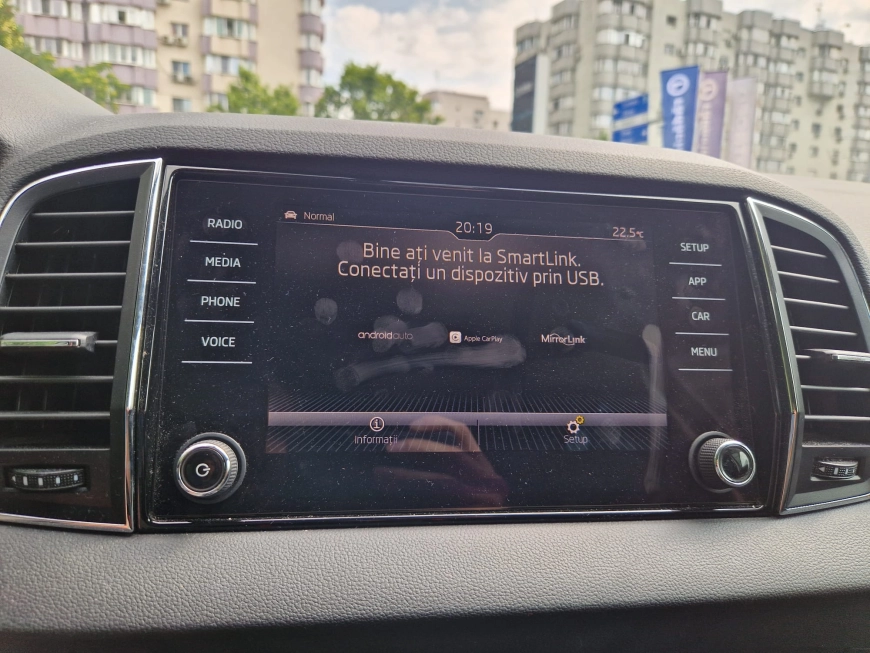 RADIO
MEDIA
PHONE
VOICE
Normal
20:19
22.5°C
Bine ați venit la SmartLink.
Conectați un dispozitiv prin USB.
androidauto
Apple CarPlay
MirrorLink
Informații
Setup
SETUP
APP
CAR
MENU